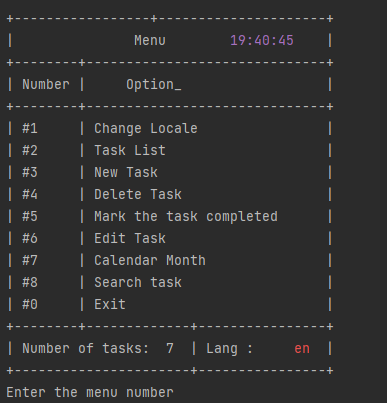 Menu 19:40:45
Number | Option_
#1 | Change Locale
#2 | Task List
#3 | New Task
#4 | Delete Task
#5 | Mark the task completed
#6 | Edit Task
#7 | Calendar Month
#8 | Search task
#0 | Exit
Number of tasks: 7 | Lang : en
Enter the menu number